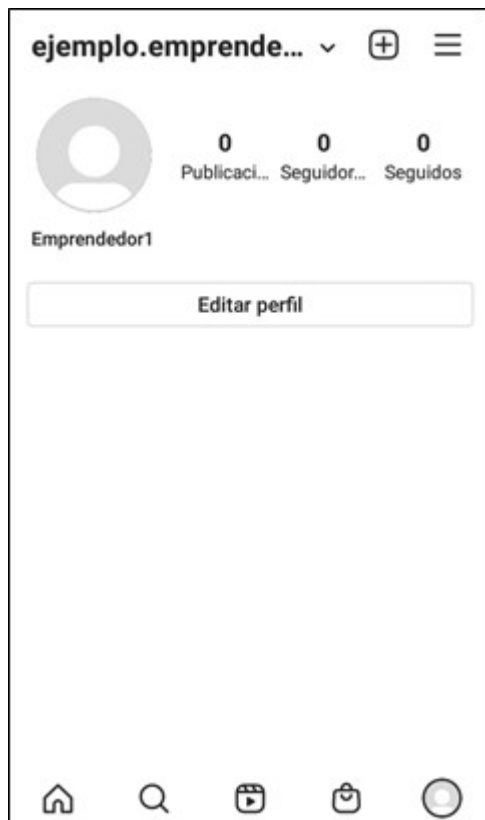 ejemplo.emprende...
0 0 0
Publicaci... Seguidor... Seguidos
Emprendedor1
Editar perfil